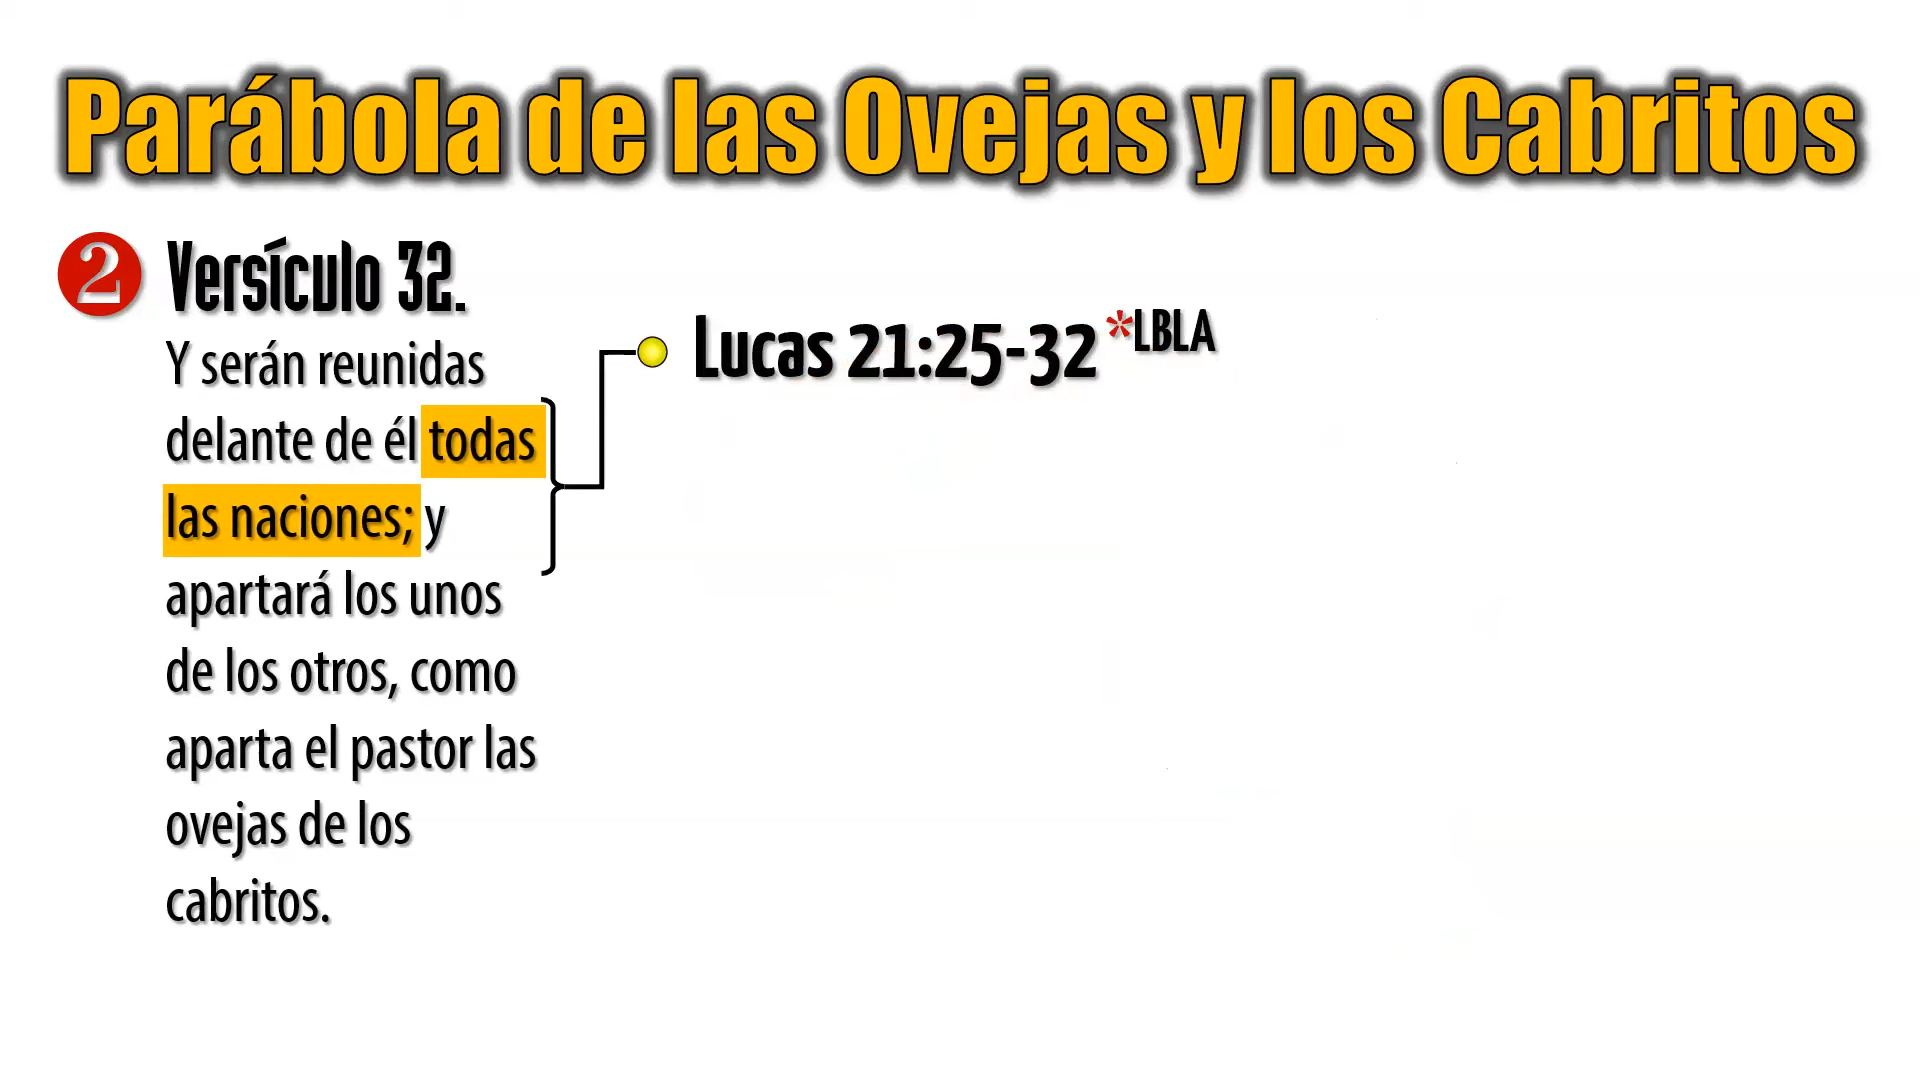 Parábola de las Ovejas y los Cabritos
2 Versículo 32.
Y serán reunidas
delante de él todas
las naciones; y
apartará los unos
de los otros, como
aparta el pastor las
ovejas de los
cabritos.
Lucas 21:25-32 *LBLA